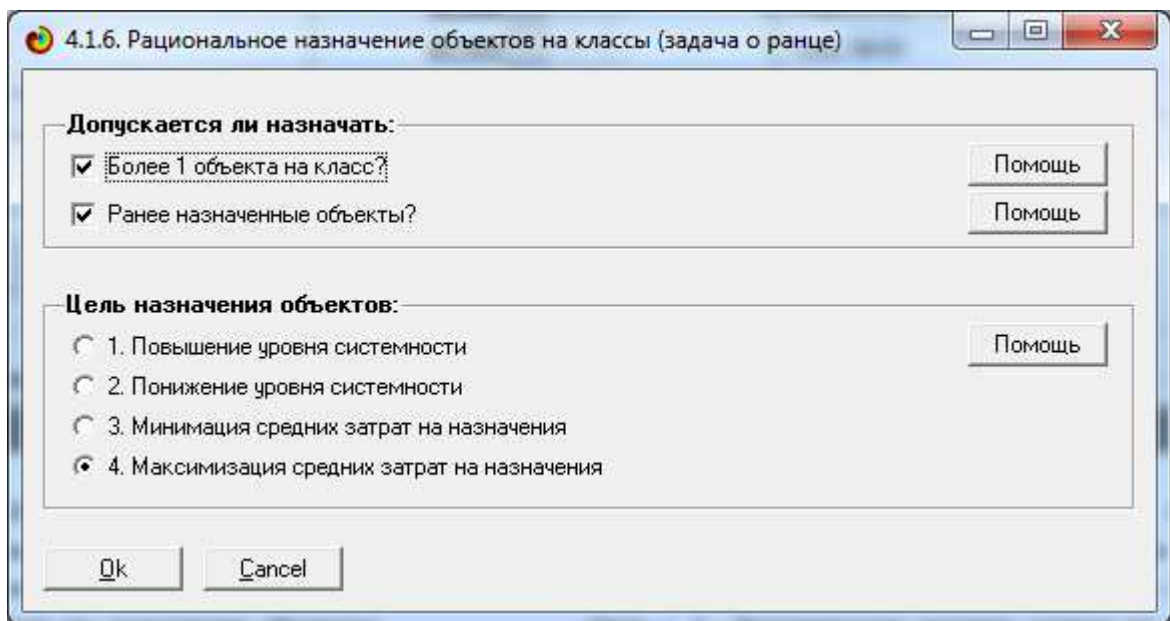 4.1.6. Рациональное назначение объектов на классы (задача о ранце)
Допускается ли назначать:
Более 1 объекта на класс?
Помощь
Ранее назначенные объекты?
Помощь
Цель назначения объектов:
1. Повышение уровня системности
Помощь
2. Понижение уровня системности
3. Минимация средних затрат на назначения
4. Максимизация средних затрат на назначения
Ok
Cancel